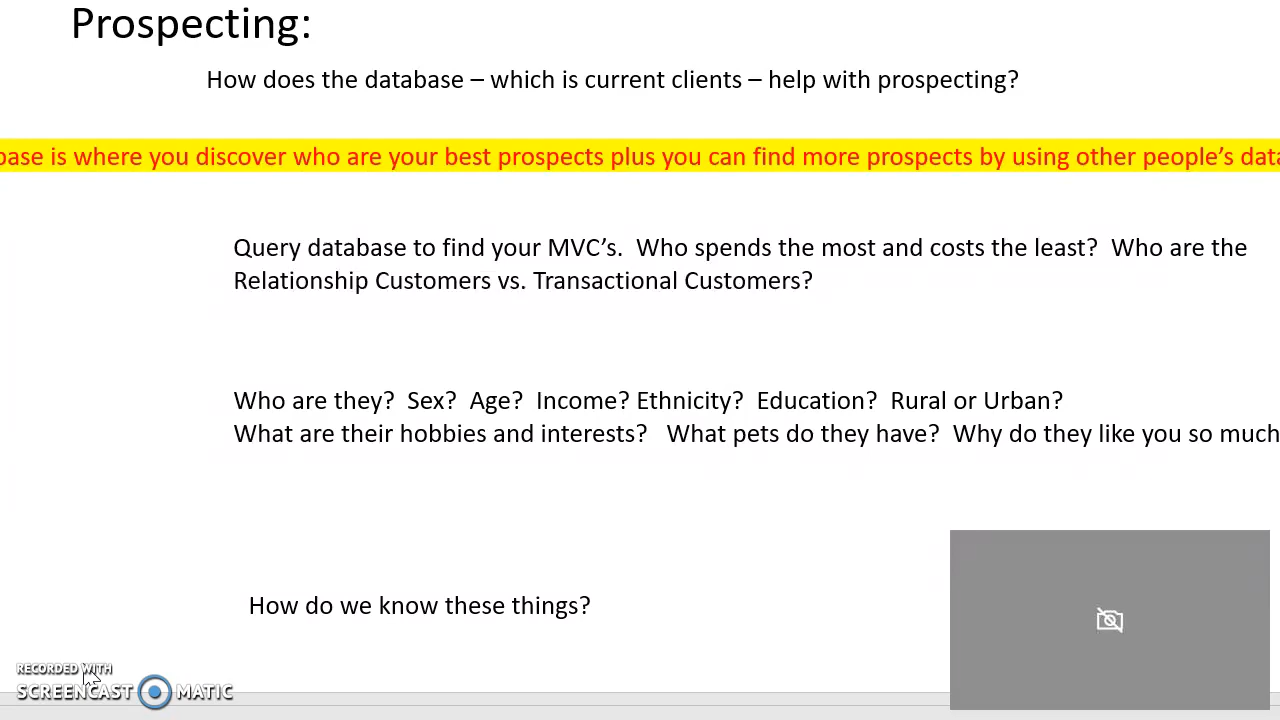 Prospecting:
How does the database – which is current clients – help with prospecting?
base is where you discover who are your best prospects plus you can find more prospects by using other people’s data
Query database to find your MVC’s.  Who spends the most and costs the least?  Who are the
Relationship Customers vs. Transactional Customers?
Who are they?  Sex?  Age?  Income? Ethnicity?  Education?  Rural or Urban?
What are their hobbies and interests?   What pets do they have?  Why do they like you so much
How do we know these things?
RECORDED WITH
SCREENCAST MATIC